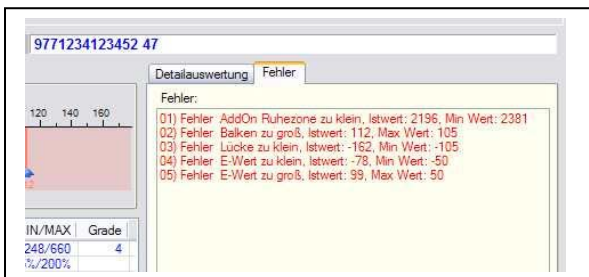 9771234123452 47
Detailauswertung Fehler
Fehler:
01) Fehler AddOn Ruhezone zu klein, Istwert: 2196, Min Wert: 2381
02) Fehler Balken zu groß, Istwert: 112, Max Wert: 105
03) Fehler Lücke zu klein, Istwert: -162, Min Wert: -105
04) Fehler E-Wert zu klein, Istwert: -78, Min Wert: -50
05) Fehler E-Wert zu groß, Istwert: 99, Max Wert: 50
120 140 160
IN/MAX Grade
248/660 4
%/200%